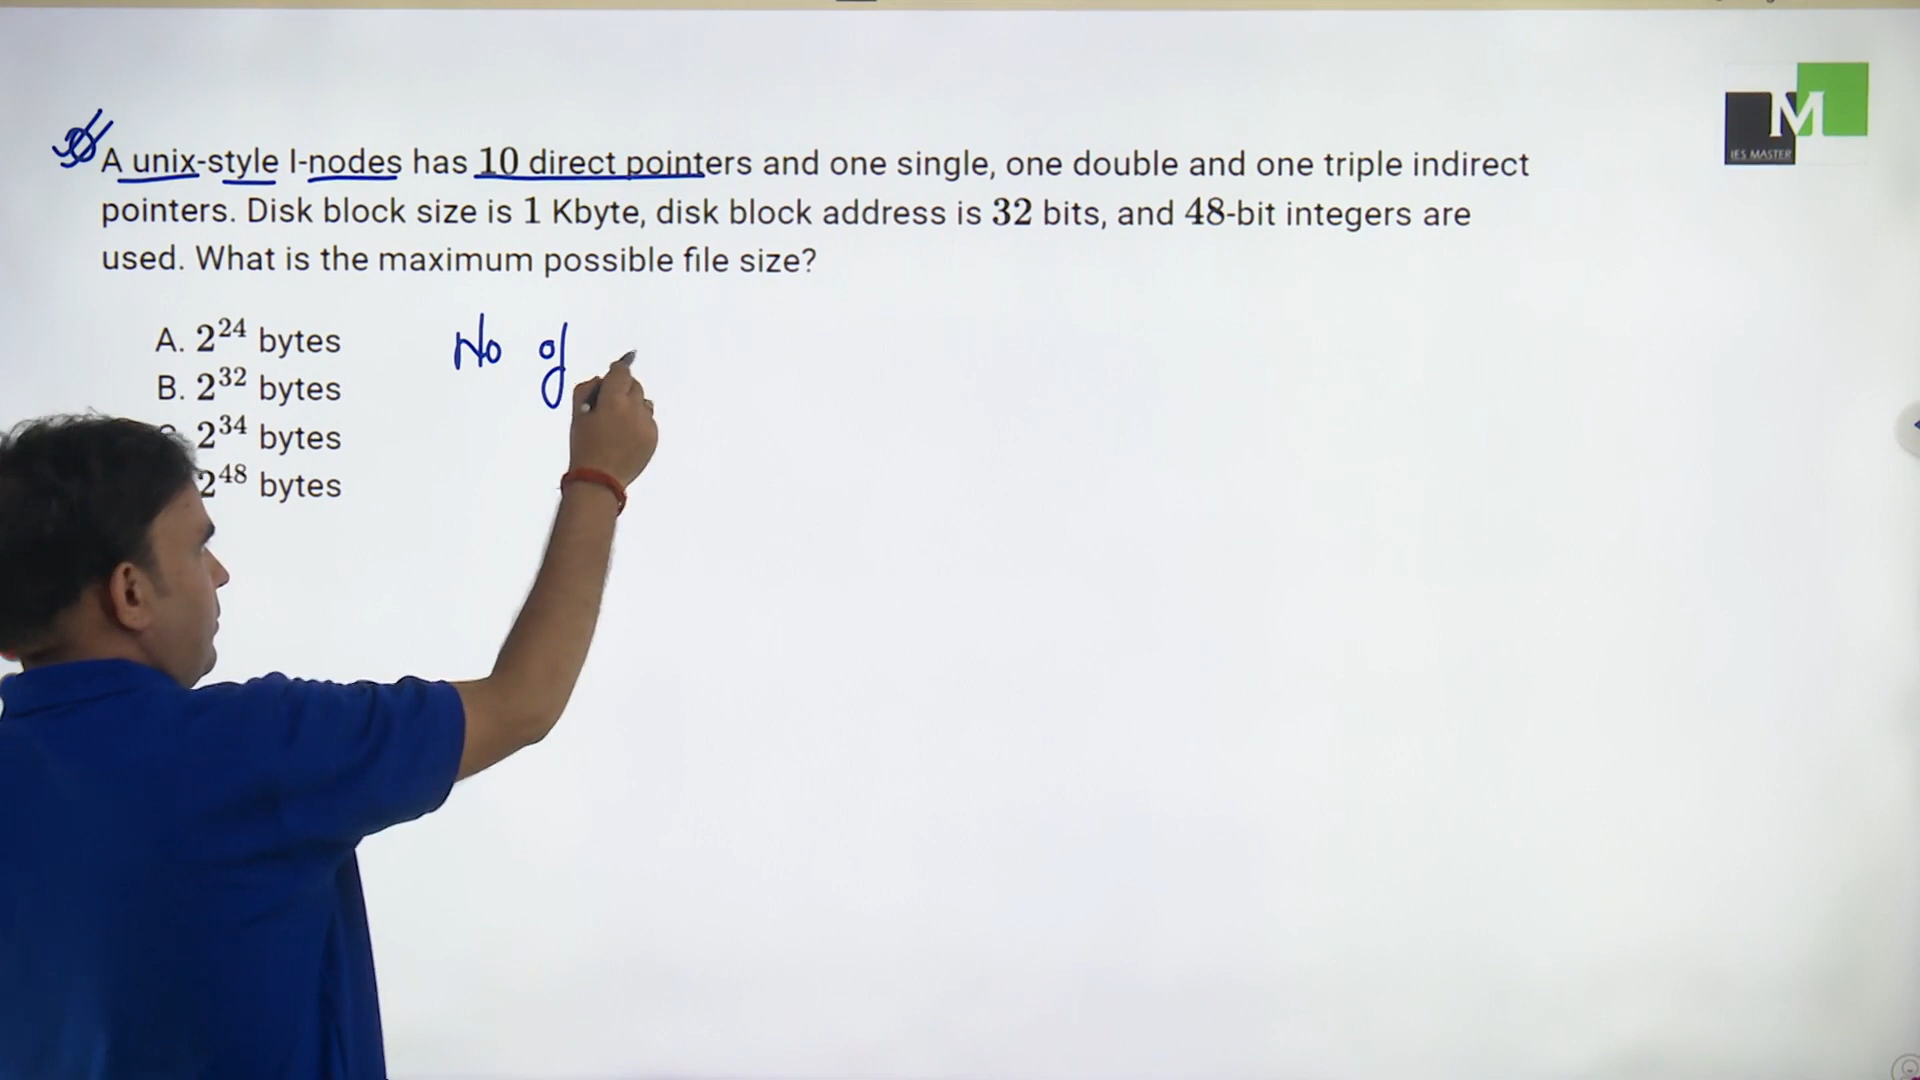 A unix-style I-nodes has 10 direct pointers and one single, one double and one triple indirect
pointers. Disk block size is 1 Kbyte, disk block address is 32 bits, and 48-bit integers are
used. What is the maximum possible file size?
A. 2^24 bytes
B. 2^32 bytes
2^34 bytes
2^48 bytes
No of
M
IES MASTER